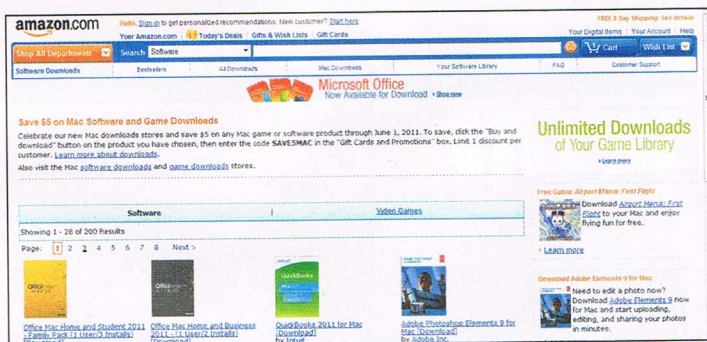 amazon.com
Hello. Sign in to get personalized recommendations. New customer? Start here.
FREE 2-Day Shipping: See details
Your Amazon.com
Today's Deals
Gifts & Wish Lists
Gift Cards
Your Digital Items
Your Account
Help
Shop All Departments
Search
Software
GO
Cart
Wish List
Software Downloads
Bestsellers
All Downloads
Mac Downloads
Your Software Library
FAQ
Customer Support
Microsoft Office
Now Available for Download
Shop now
Save $5 on Mac Software and Game Downloads
Celebrate our new Mac downloads stores and save $5 on any Mac game or software product through June 1, 2011. To save, click the "Buy and
download" button on the product you have chosen, then enter the code SAVE5MAC in the "Gift Cards and Promotions" box. Limit 1 discount per
customer. Learn more about downloads.
Also visit the Mac software downloads and game downloads stores.
Unlimited Downloads
of Your Game Library
Learn more
Software | Video Games
Showing 1 - 28 of 200 Results
Page: 1 2 3 4 5 6 7 8 Next >
Free Game: Airport Mania: First Flight
Download Airport Mania: First
Flight to your Mac and enjoy
flying fun for free.
Learn more
Download Adobe Elements 9 for Mac
Need to edit a photo now?
Download Adobe Elements 9 now
for Mac and start uploading,
editing, and sharing your photos
in minutes.
Office
Office
intuit
QuickBooks
Mac
Office Mac Home and Student 2011
- Family Pack (1 User/3 Installs)
[Download]
Office Mac Home and Business
2011 - (1 User/2 Installs)
[Download]
QuickBooks 2011 for Mac
[Download]
by Intuit
Adobe Photoshop Elements 9 for
Mac [Download]
by Adobe Inc.